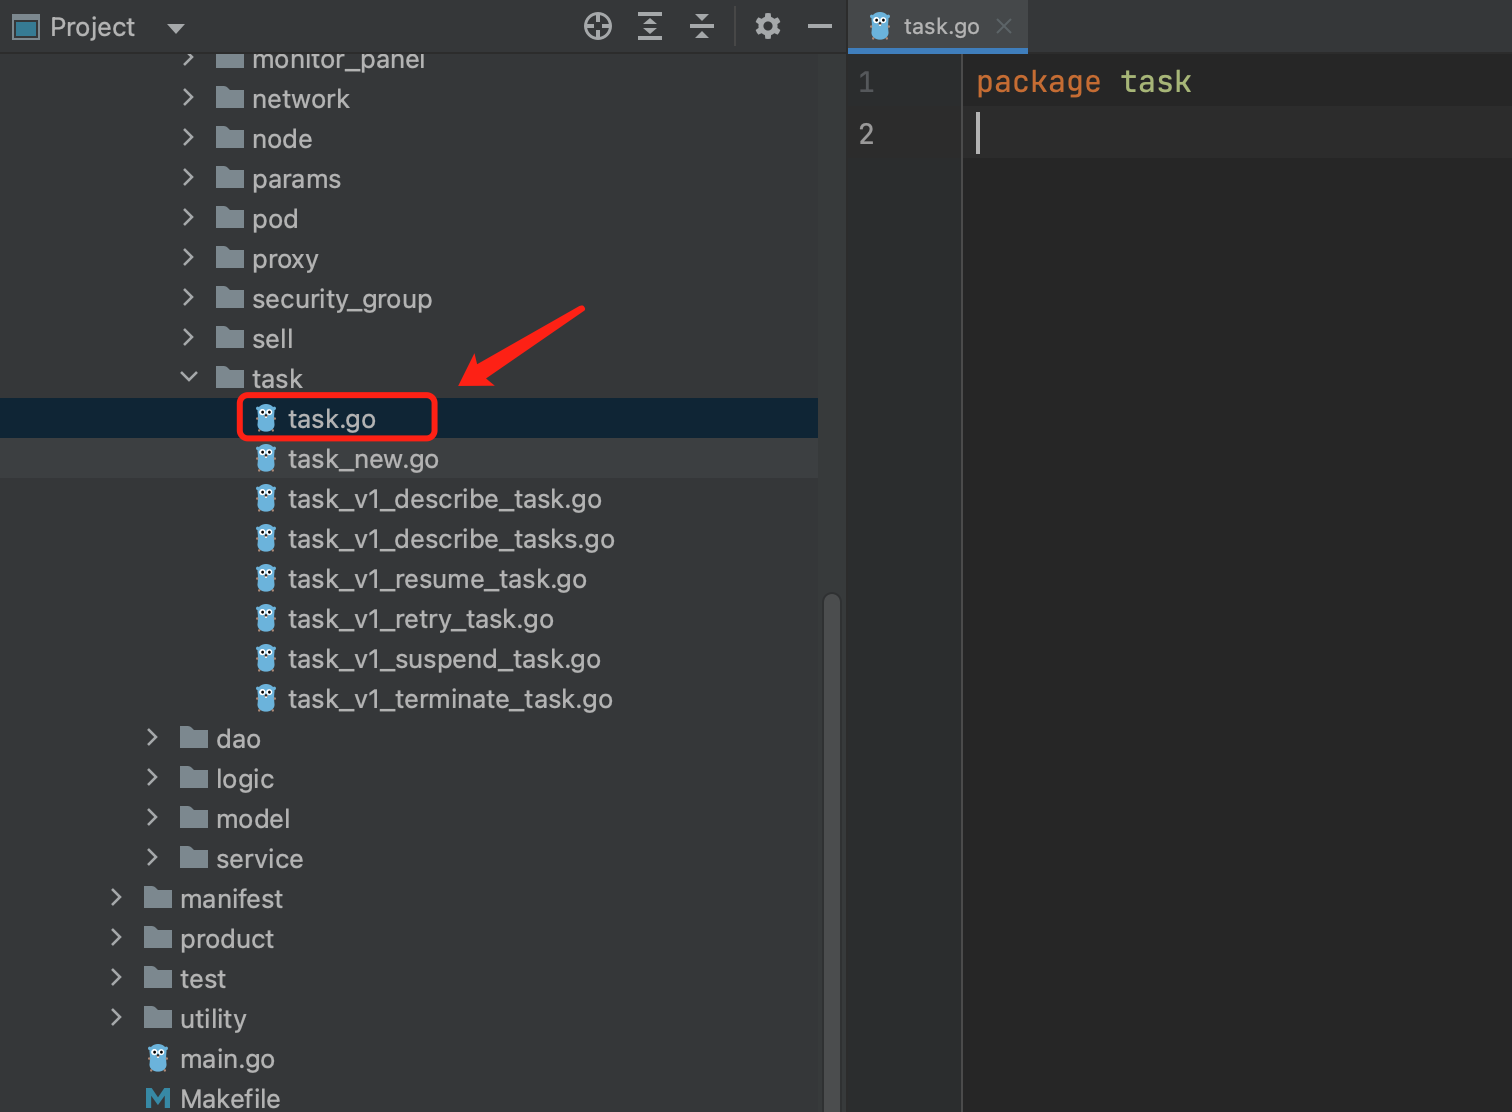 Project
monitor_panel
network
node
params
pod
proxy
security_group
sell
task
task.go
task_new.go
task_v1_describe_task.go
task_v1_describe_tasks.go
task_v1_resume_task.go
task_v1_retry_task.go
task_v1_suspend_task.go
task_v1_terminate_task.go
dao
logic
model
service
manifest
product
test
utility
main.go
Makefile
task.go
1 package task
2